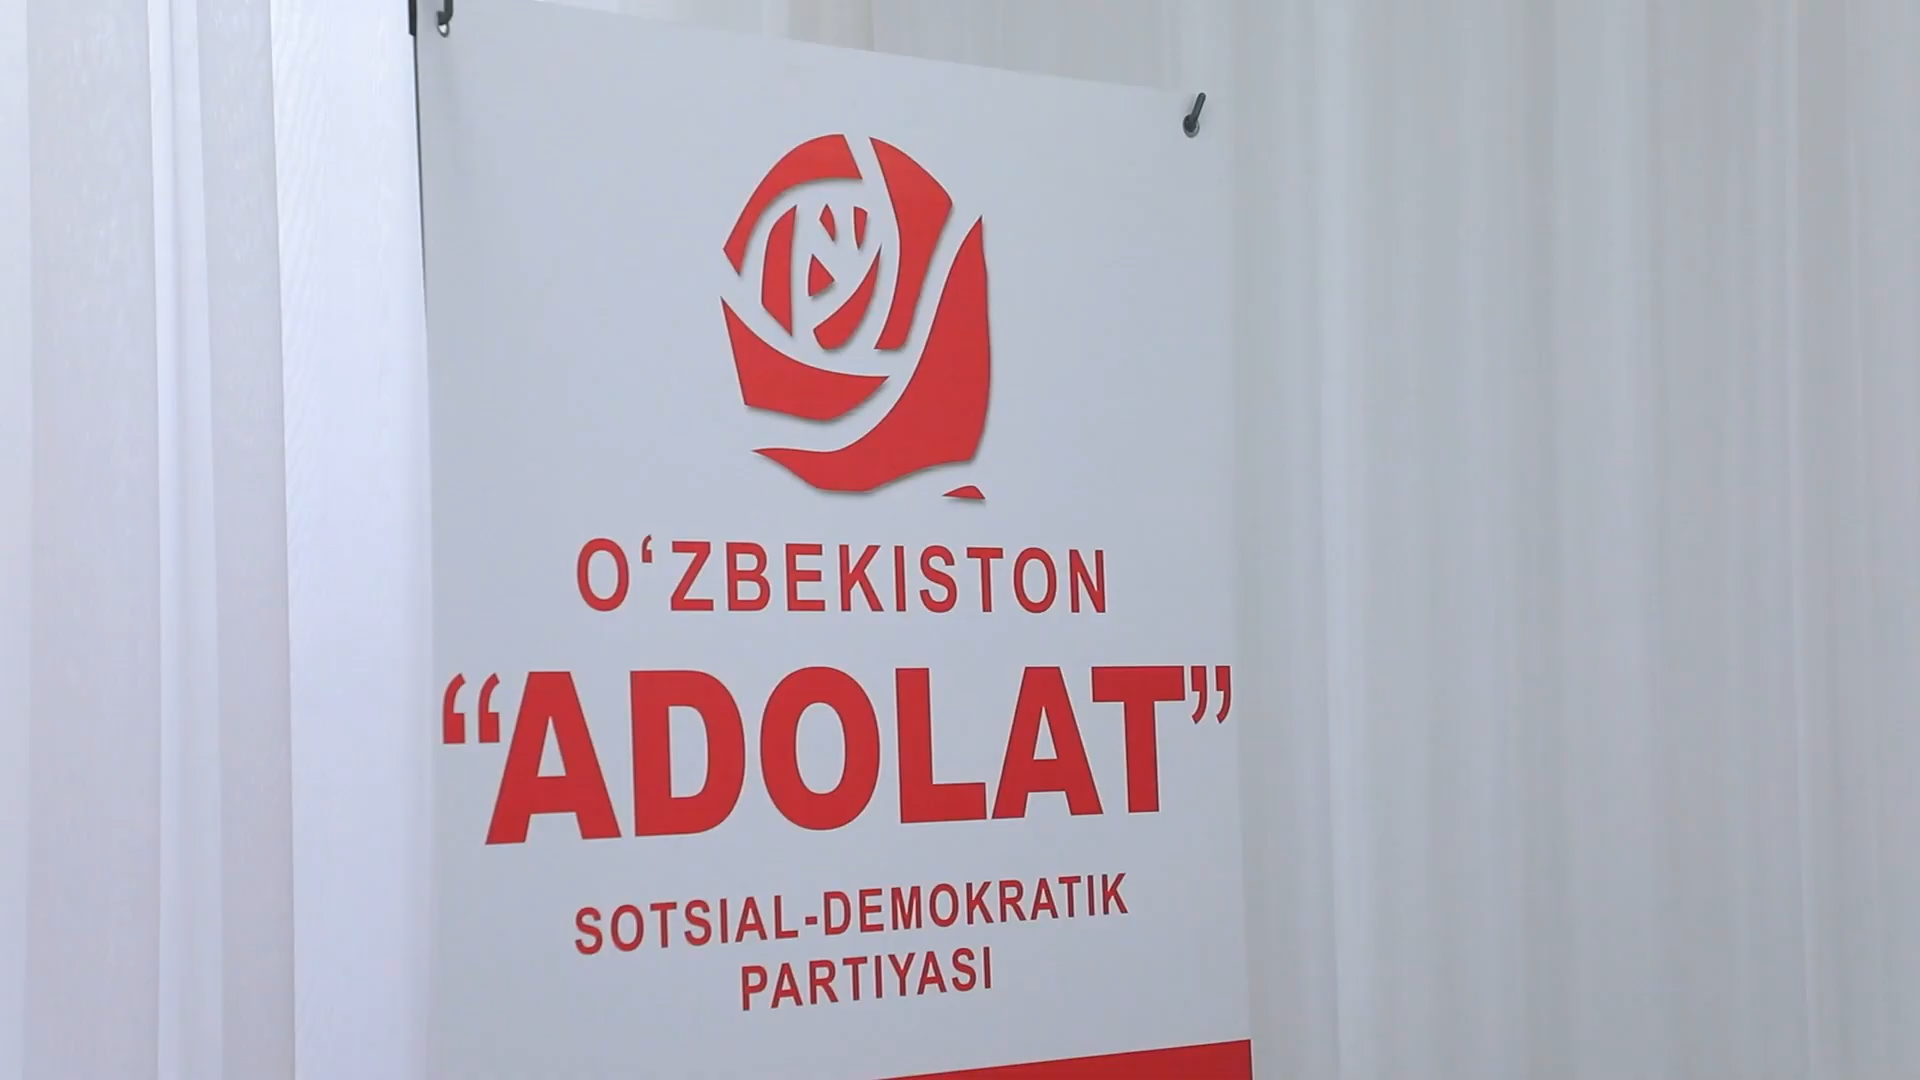 O‘ZBEKISTON
“ADOLAT”
SOTSIAL-DEMOKRATIK
PARTIYASI